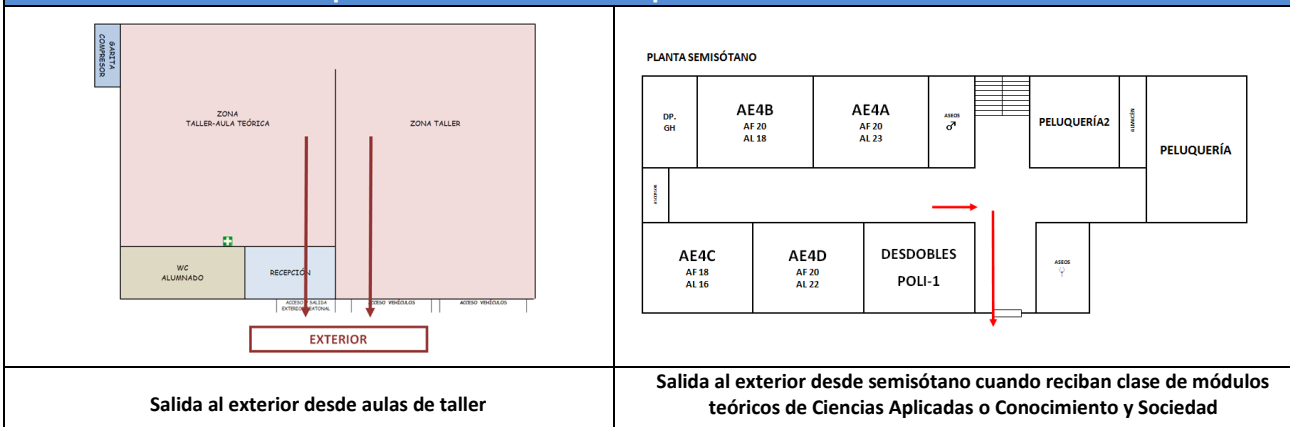 GARITA
COMPRESOR
ZONA
TALLER-AULA TEÓRICA
ZONA TALLER
WC
ALUMNADO
RECEPCIÓN
ACCESO Y SALIDA
EXTERIOR PEATONAL
ACCESO VEHÍCULOS
ACCESO VEHÍCULOS
EXTERIOR
Salida al exterior desde aulas de taller
PLANTA SEMISÓTANO
DP.
GH
AE4B
AF 20
AL 18
AE4A
AF 20
AL 23
ASEOS
♂
PELUQUERÍA2
ALMACÉN
PELUQUERÍA
AE4C
AF 18
AL 16
AE4D
AF 20
AL 22
DESDOBLES
POLI-1
ASEOS
♀
Salida al exterior desde semisótano cuando reciban clase de módulos
teóricos de Ciencias Aplicadas o Conocimiento y Sociedad